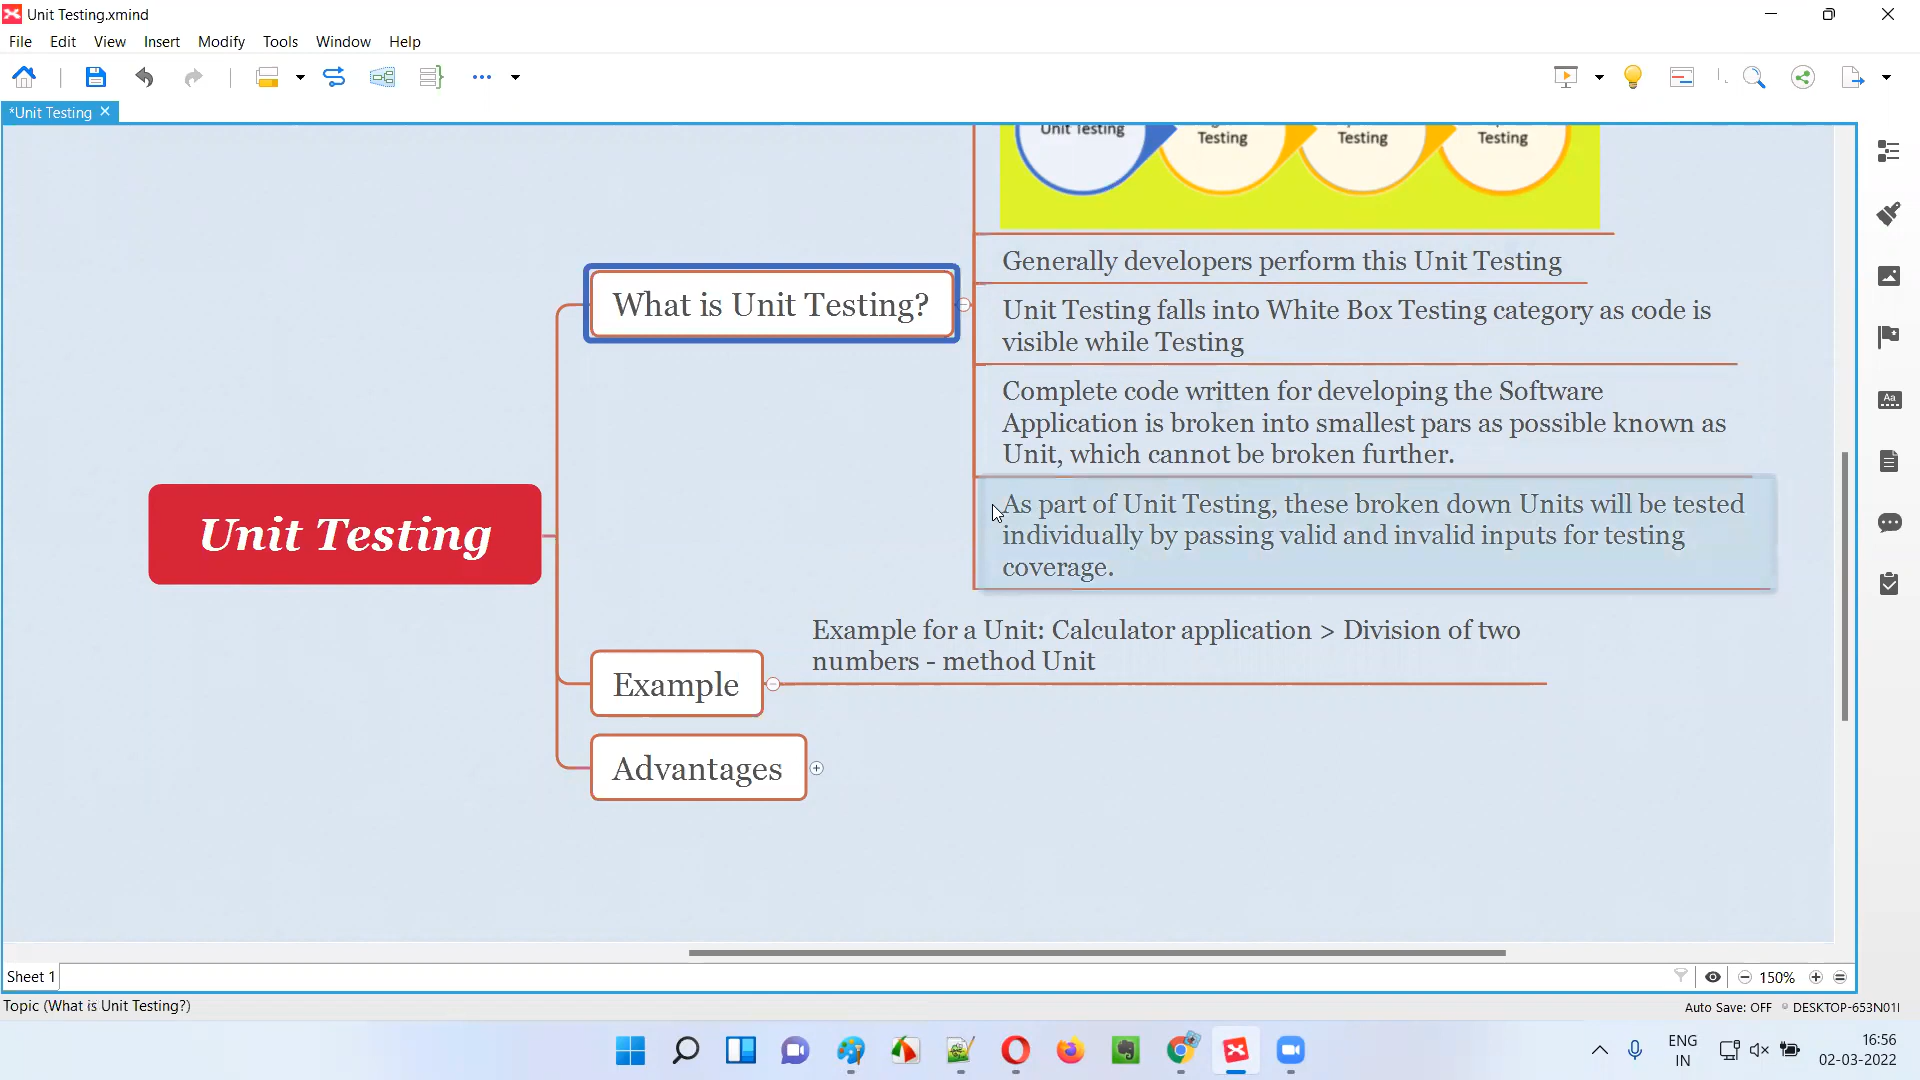 Unit Testing.xmind
File Edit View Insert Modify Tools Window Help
*Unit Testing
Unit Testing
Testing
Testing
Testing
Generally developers perform this Unit Testing
What is Unit Testing?
Unit Testing falls into White Box Testing category as code is
visible while Testing
Complete code written for developing the Software
Application is broken into smallest pars as possible known as
Unit, which cannot be broken further.
As part of Unit Testing, these broken down Units will be tested
individually by passing valid and invalid inputs for testing
coverage.
Unit Testing
Example for a Unit: Calculator application > Division of two
numbers - method Unit
Example
Advantages
Sheet 1
150%
Topic (What is Unit Testing?)
Auto Save: OFF
DESKTOP-653N01I
ENG
IN
16:56
02-03-2022